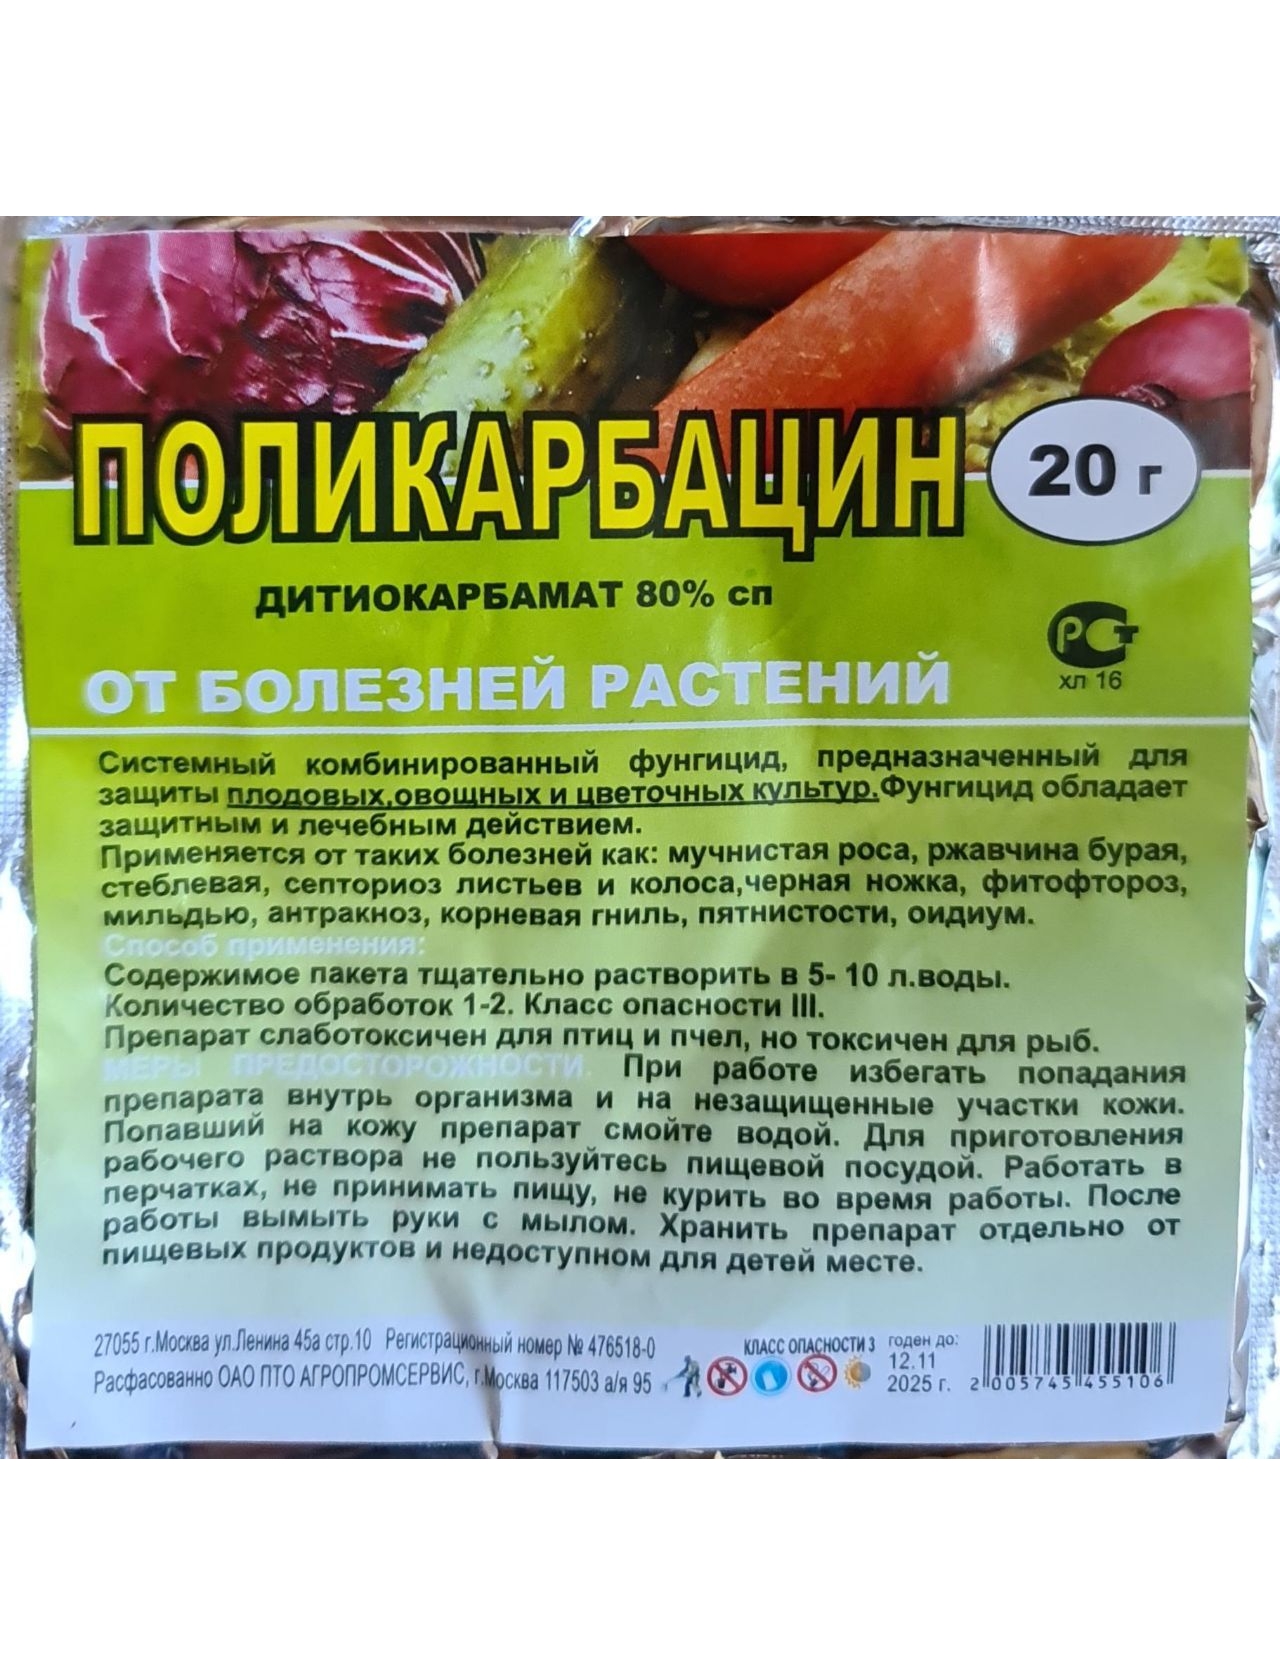 ПОЛИКАРБАЦИН
20 г
ДИТИОКАРБАМАТ 80% сп
РСТ
хл 16
ОТ БОЛЕЗНЕЙ РАСТЕНИЙ
Системный комбинированный фунгицид, предназначенный для
защиты плодовых,овощных и цветочных культур.Фунгицид обладает
защитным и лечебным действием.
Применяется от таких болезней как: мучнистая роса, ржавчина бурая,
стеблевая, септориоз листьев и колоса,черная ножка, фитофтороз,
мильдью, антракноз, корневая гниль, пятнистости, оидиум.
Способ применения:
Содержимое пакета тщательно растворить в 5- 10 л.воды.
Количество обработок 1-2. Класс опасности III.
Препарат слаботоксичен для птиц и пчел, но токсичен для рыб.
МЕРЫ ПРЕДОСТОРОЖНОСТИ. При работе избегать попадания
препарата внутрь организма и на незащищенные участки кожи.
Попавший на кожу препарат смойте водой. Для приготовления
рабочего раствора не пользуйтесь пищевой посудой. Работать в
перчатках, не принимать пищу, не курить во время работы. После
работы вымыть руки с мылом. Хранить препарат отдельно от
пищевых продуктов и недоступном для детей месте.
27055 г.Москва ул.Ленина 45а стр.10 Регистрационный номер № 476518-0
Расфасованно ОАО ПТО АГРОПРОМСЕРВИС, г.Москва 117503 а/я 95
КЛАСС ОПАСНОСТИ 3
годен до:
12.11
2025 г.
2 005745 455106